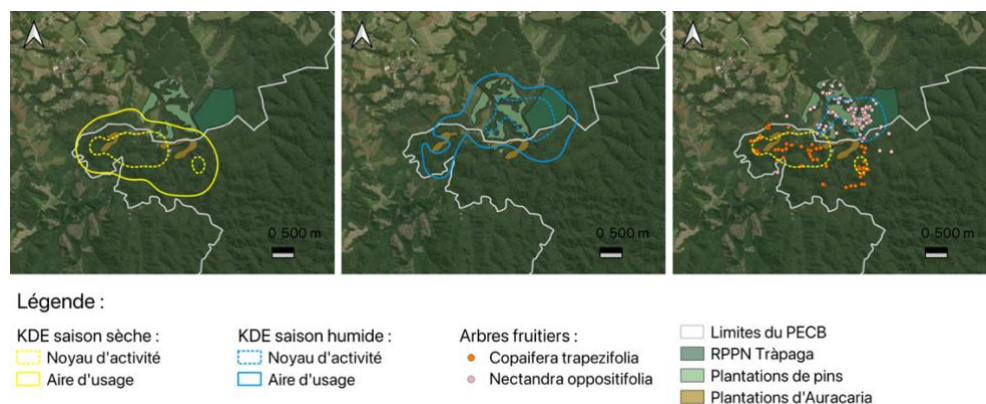 0 500 m
0 500 m
0 500 m
Légende :
KDE saison sèche :
Noyau d'activité
Aire d'usage
KDE saison humide :
Noyau d'activité
Aire d'usage
Arbres fruitiers :
Copaifera trapezifolia
Nectandra oppositifolia
Limites du PECB
RPPN Tràpaga
Plantations de pins
Plantations d'Auracaria